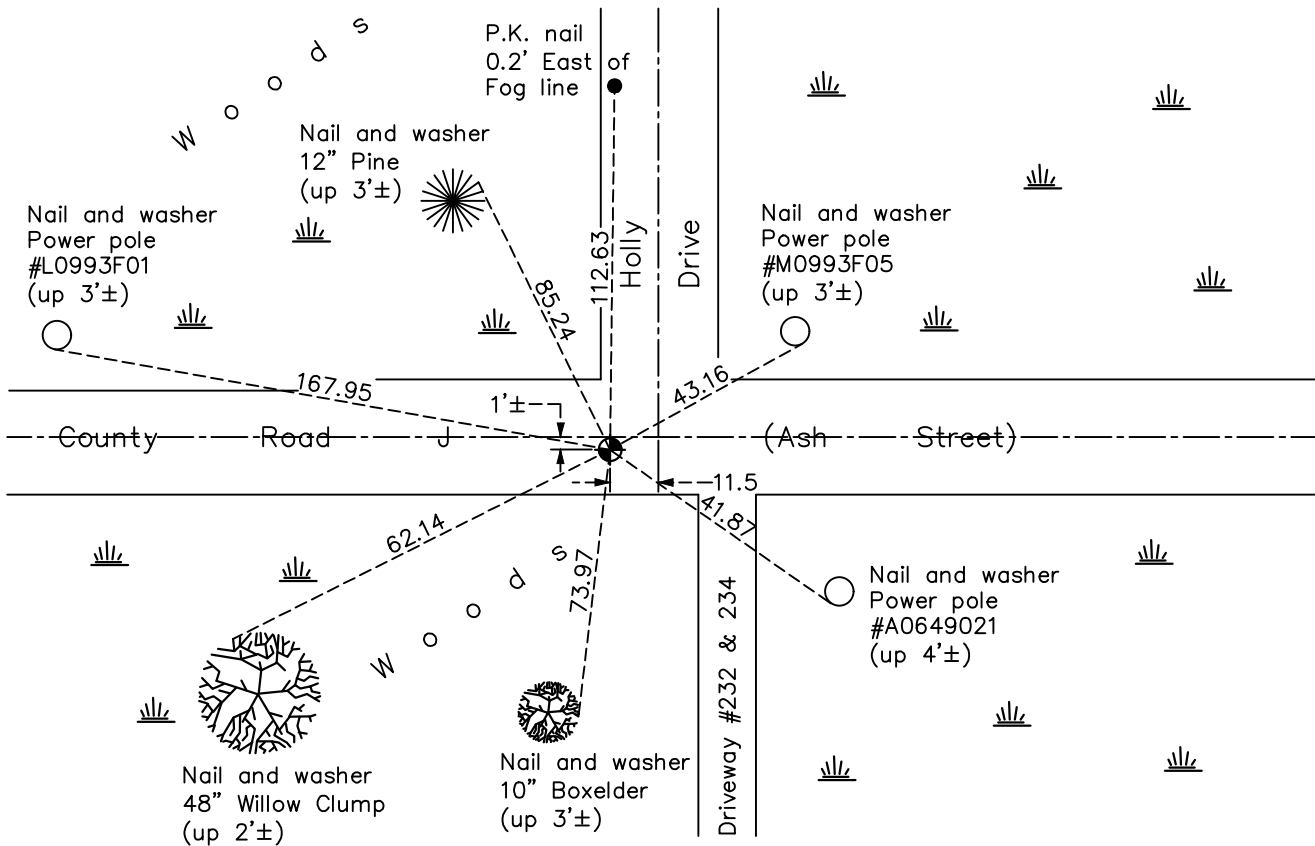 Woods
P.K. nail
0.2' East of
Fog line
Nail and washer
12" Pine
(up 3'±)
Nail and washer
Power pole
#L0993F01
(up 3'±)
Holly Drive
Nail and washer
Power pole
#M0993F05
(up 3'±)
112.63
85.24
167.95
43.16
1'±
County Road J (Ash Street)
11.5
41.87
62.14
73.97
Woods
Nail and washer
Power pole
#A0649021
(up 4'±)
Driveway #232 & 234
Nail and washer
48" Willow Clump
(up 2'±)
Nail and washer
10" Boxelder
(up 3'±)